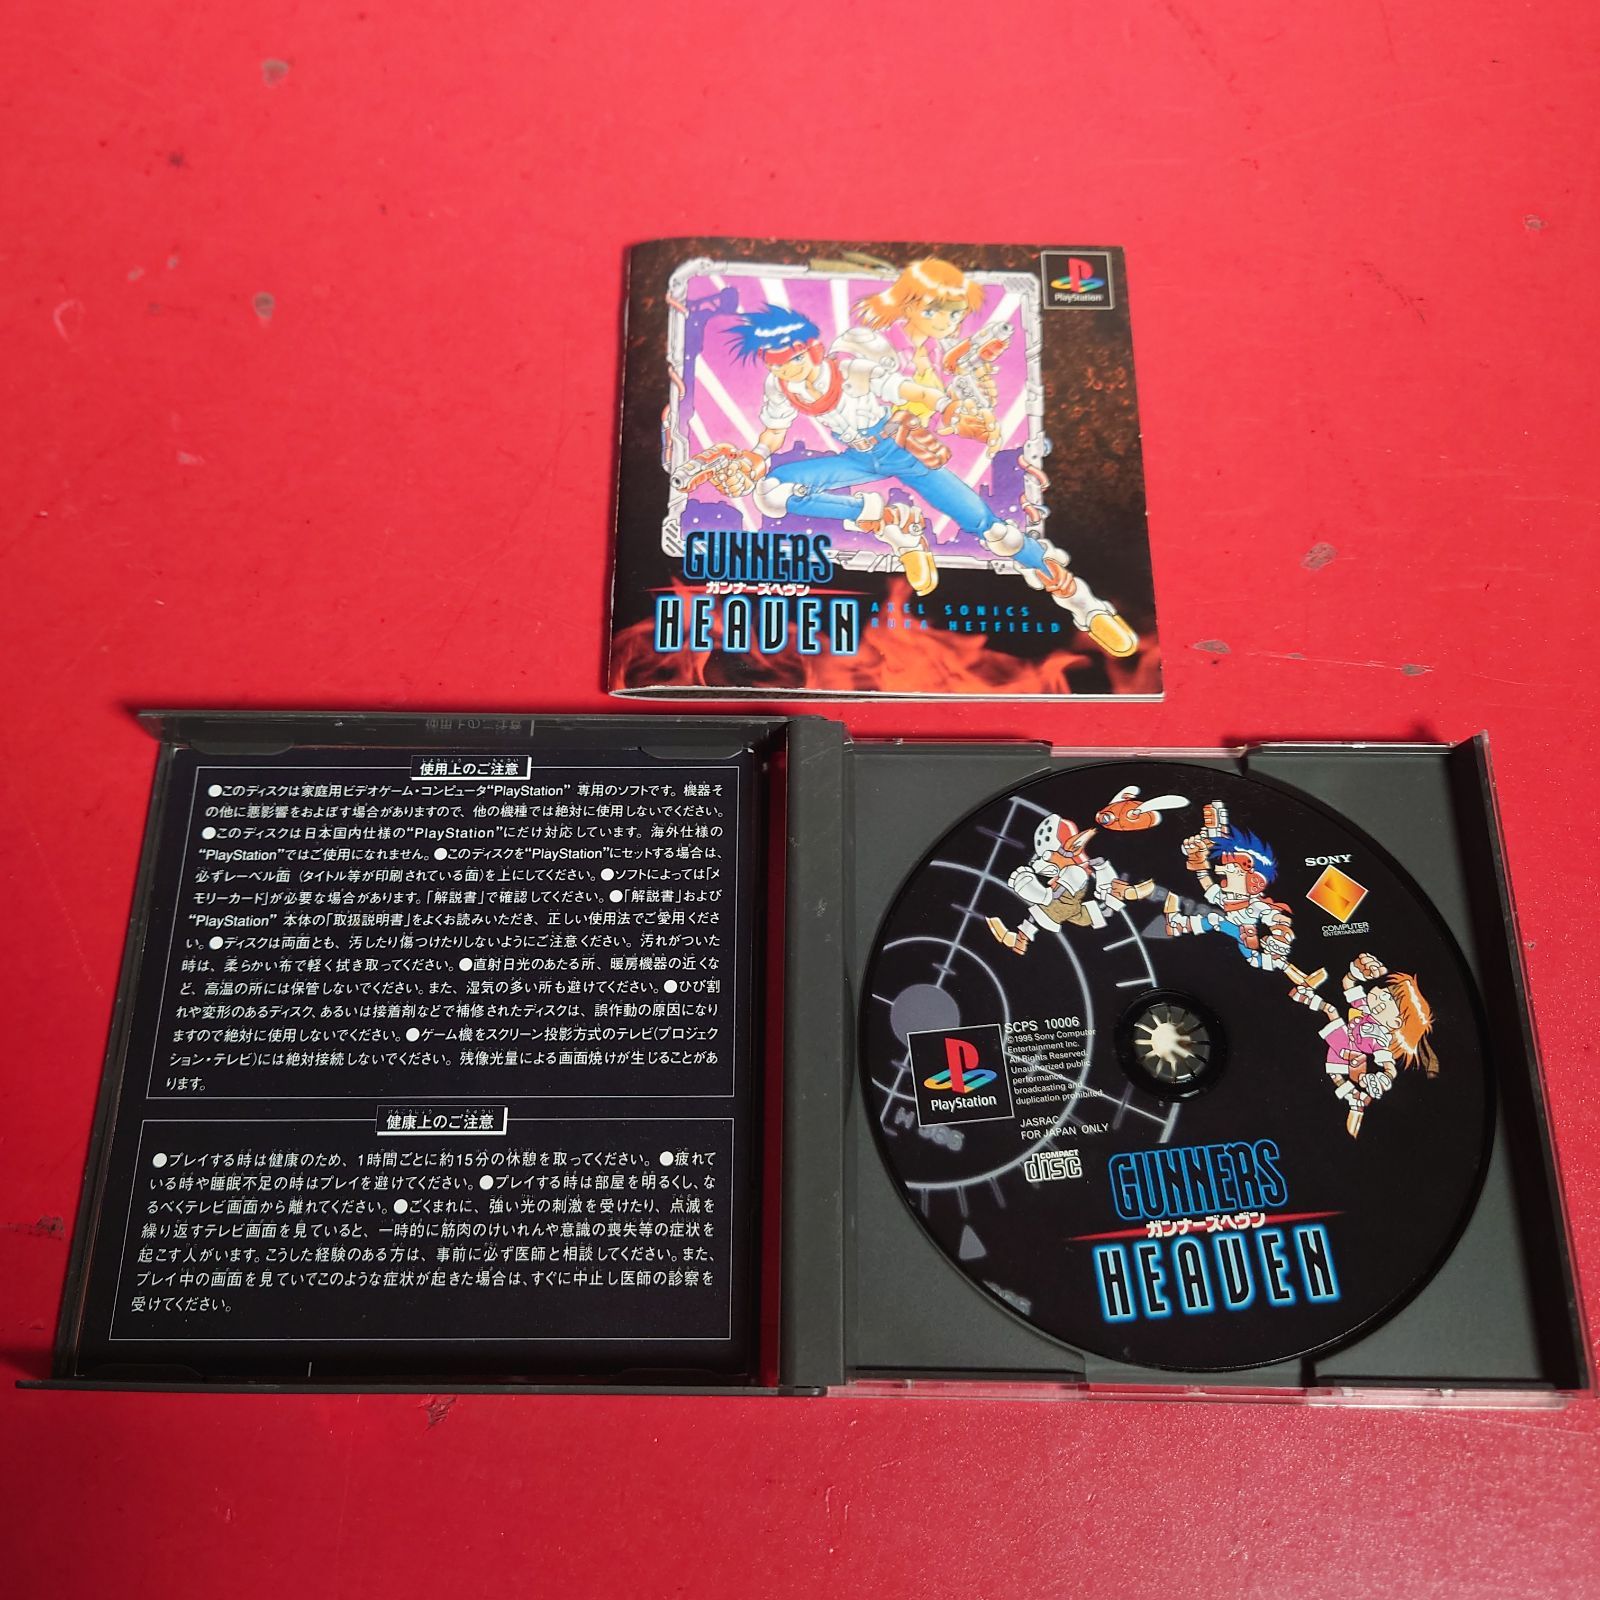 PlayStation
GUNNERS
ガンナーズヘヴン
HEAVEN
AXEL SONICS
RUKA HETFIELD
使用上のご注意
●このディスクは家庭用ビデオゲーム・コンピュータ“PlayStation” 専用のソフトです。機器そ
の他に悪影響をおよぼす場合がありますので、他の機種では絶対に使用しないでください。
●このディスクは日本国内仕様の“PlayStation”にだけ対応しています。海外仕様の
“PlayStation”ではご使用になれません。●このディスクを“PlayStation”にセットする場合は、
必ずレーベル面(タイトル等が印刷されている面)を上にしてください。●ソフトによっては「メ
モリーカード」が必要な場合があります。「解説書」で確認してください。●「解説書」および
“PlayStation” 本体の「取扱説明書」をよくお読みいただき、正しい使用法でご愛用くださ
い。●ディスクは両面とも、汚したり傷つけたりしないようにご注意ください。汚れがついた
時は、柔らかい布で軽く拭き取ってください。●直射日光のあたる所、暖房機器の近くな
ど、高温の所には保管しないでください。また、湿気の多い所も避けてください。●ひび割
れや変形のあるディスク、あるいは接着剤などで補修されたディスクは、誤作動の原因になり
ますので絶対に使用しないでください。●ゲーム機をスクリーン投影方式のテレビ(プロジェク
ション・テレビ)には絶対接続しないでください。残像光量による画面焼けが生じることがあ
ります。
健康上のご注意
●プレイする時は健康のため、1時間ごとに約15分の休憩を取ってください。●疲れて
いる時や睡眠不足の時はプレイを避けてください。●プレイする時は部屋を明るくし、な
るべくテレビ画面から離れてください。●ごくまれに、強い光の刺激を受けたり、点滅を
繰り返すテレビ画面を見ていると、一時的に筋肉のけいれんや意識の喪失等の症状を
起こす人がいます。こうした経験のある方は、事前に必ず医師と相談してください。また、
プレイ中の画面を見ていてこのような症状が起きた場合は、すぐに中止し医師の診察を
受けてください。
SONY
COMPUTER
ENTERTAINMENT
PlayStation
SCPS 10006
©1995 Sony Computer
Entertainment Inc.
All Rights Reserved.
Unauthorized public
performance,
broadcasting and
duplication prohibited.
JASRAC
FOR JAPAN ONLY
COMPACT
disc
GUNNERS
ガンナーズヘヴン
HEAVEN